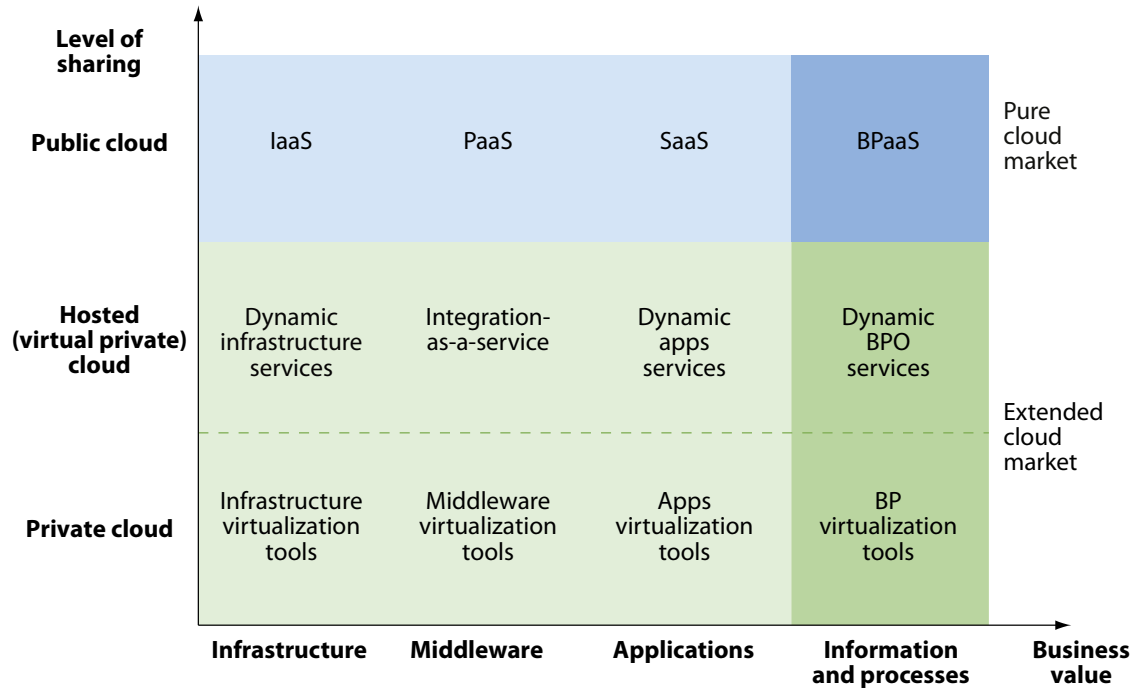 Level of
sharing
Public cloud
IaaS
PaaS
SaaS
BPaaS
Pure
cloud
market
Hosted
(virtual private)
cloud
Dynamic
infrastructure
services
Integration-
as-a-service
Dynamic
apps
services
Dynamic
BPO
services
Extended
cloud
market
Private cloud
Infrastructure
virtualization
tools
Middleware
virtualization
tools
Apps
virtualization
tools
BP
virtualization
tools
Infrastructure
Middleware
Applications
Information
and processes
Business
value